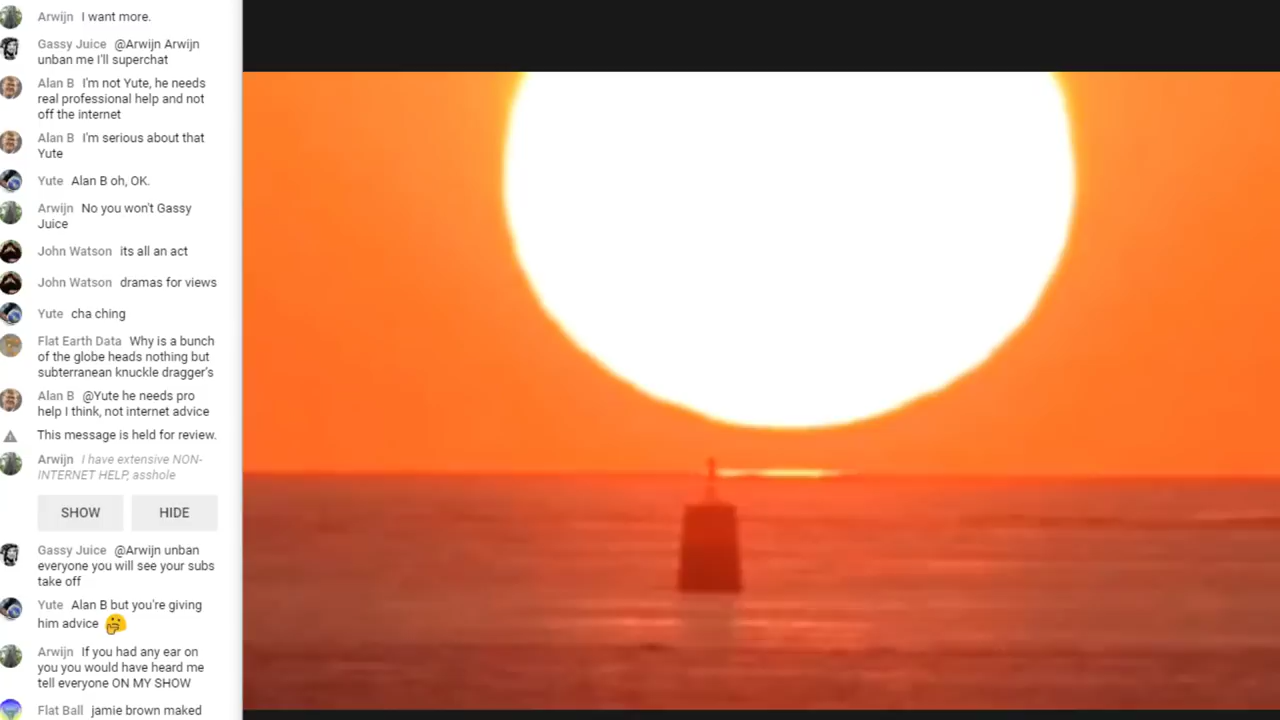 Arwijn I want more.
Gassy Juice @Arwijn Arwijn
unban me I'll superchat
Alan B I'm not Yute, he needs
real professional help and not
off the internet
Alan B I'm serious about that
Yute
Yute Alan B oh, OK.
Arwijn No you won't Gassy
Juice
John Watson its all an act
John Watson dramas for views
Yute cha ching
Flat Earth Data Why is a bunch
of the globe heads nothing but
subterranean knuckle dragger's
Alan B @Yute he needs pro
help I think, not internet advice
This message is held for review.
Arwijn I have extensive NON-
INTERNET HELP, asshole
SHOW HIDE
Gassy Juice @Arwijn unban
everyone you will see your subs
take off
Yute Alan B but you're giving
him advice 🤔
Arwijn If you had any ear on
you you would have heard me
tell everyone ON MY SHOW
Flat Ball jamie brown maked